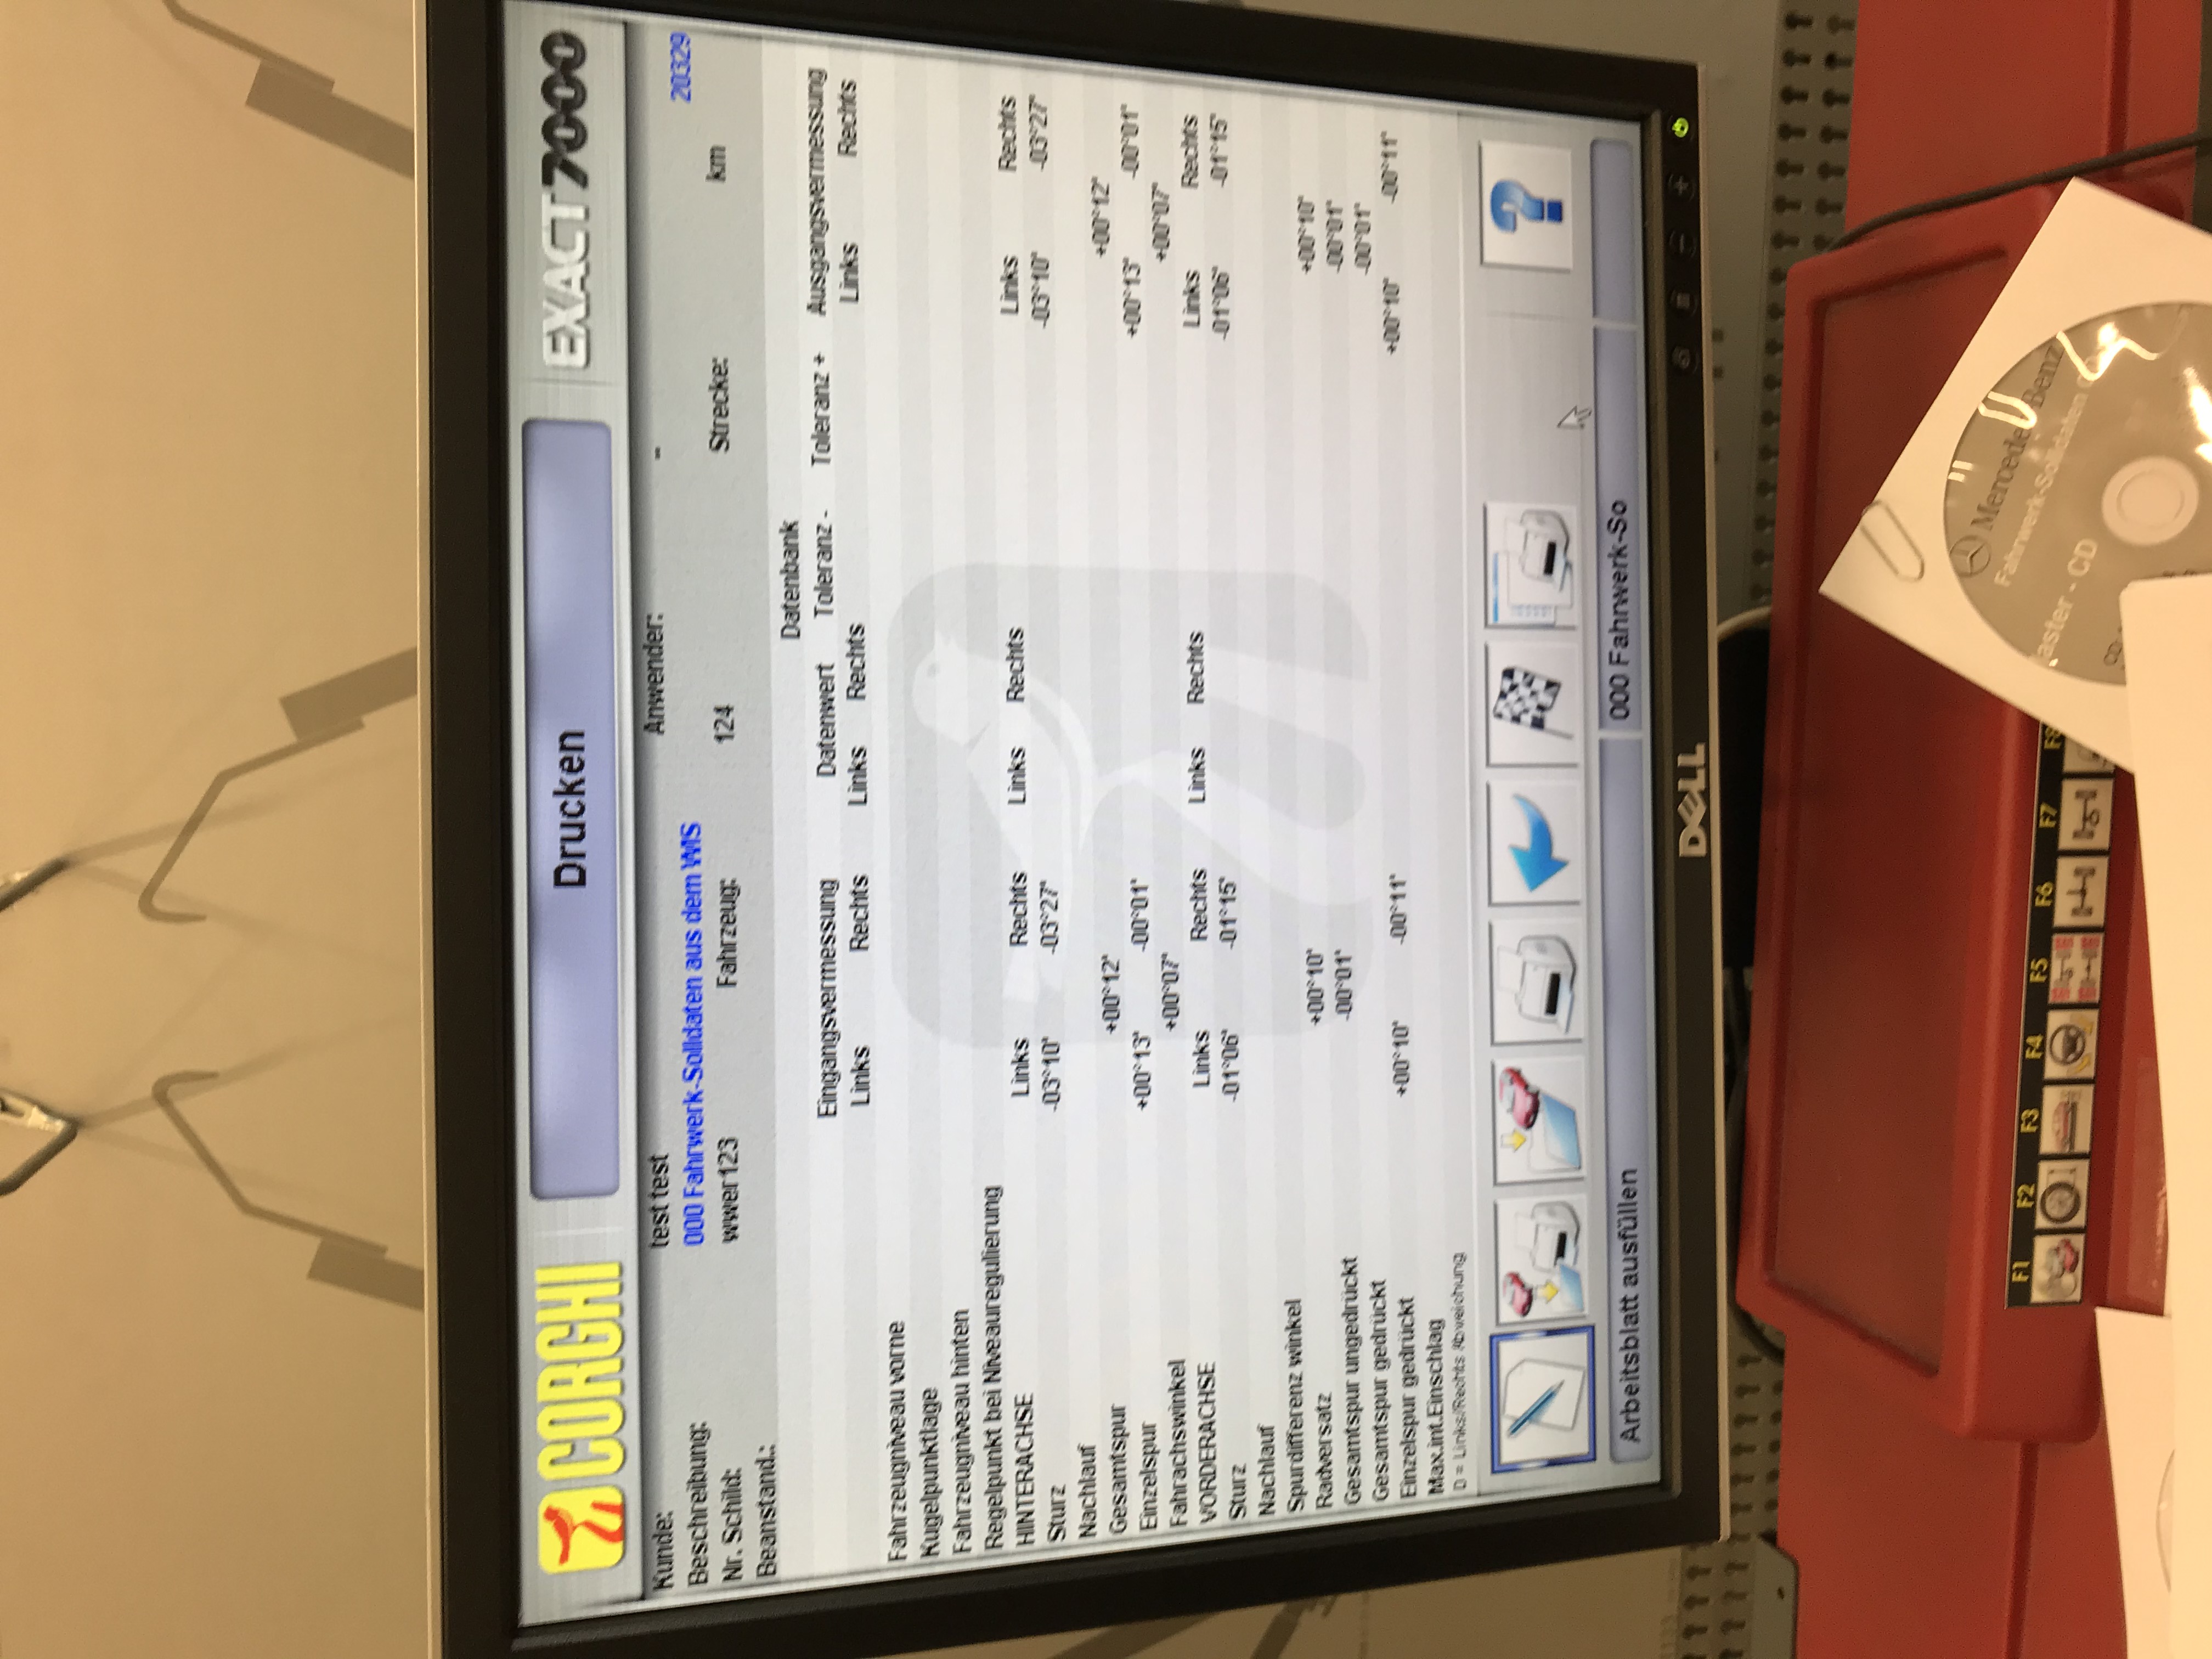 CORGHI
Drucken
EXACT7000
Kunde: test test Anwender: -
20329
Beschreibung: 000 Fahrwerk-Solldaten aus dem WIS
Nr. Schild: wwer123 Fahrzeug: 124 Strecke: km
Beanstand.:
Datenbank
Eingangsvermessung Datenwert Toleranz - Toleranz + Ausgangsvermessung
Links Rechts Links Rechts Links Rechts
Fahrzeugniveau vorne
Kugelpunktlage
Fahrzeugniveau hinten
Regelpunkt bei Niveauregulierung
HINTERACHSE Links Rechts Links Rechts Links Rechts
Sturz -03°10' -03°27' -03°10' -03°27'
Nachlauf
Gesamtspur +00°12' +00°12'
Einzelspur +00°13' -00°01' +00°13' -00°01'
Fahrachswinkel +00°07' +00°07'
VORDERACHSE Links Rechts Links Rechts Links Rechts
Sturz -01°06' -01°15' -01°06' -01°15'
Nachlauf
Spurdifferenz winkel
Radversatz +00°10' +00°10'
Gesamtspur ungedrückt -00°01' -00°01'
Gesamtspur gedrückt -00°01'
Einzelspur gedrückt +00°10' -00°11' +00°10' -00°11'
Max.int.Einschlag
D = Links/Rechts Abweichung
?
Arbeitsblatt ausfüllen
000 Fahrwerk-So
DELL
F1 F2 F3 F4 F5 F6 F7 F8
Mercedes-Benz
Fahrwerk-Solldaten
aster - CD